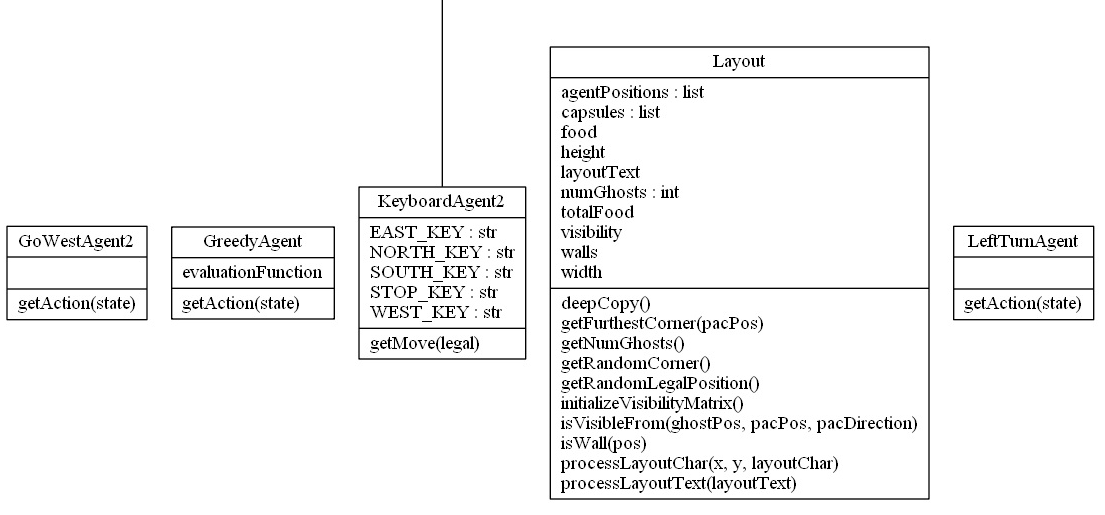 GoWestAgent2
getAction(state)
GreedyAgent
evaluationFunction
getAction(state)
KeyboardAgent2
EAST_KEY : str
NORTH_KEY : str
SOUTH_KEY : str
STOP_KEY : str
WEST_KEY : str
getMove(legal)
Layout
agentPositions : list
capsules : list
food
height
layoutText
numGhosts : int
totalFood
visibility
walls
width
deepCopy()
getFurthestCorner(pacPos)
getNumGhosts()
getRandomCorner()
getRandomLegalPosition()
initializeVisibilityMatrix()
isVisibleFrom(ghostPos, pacPos, pacDirection)
isWall(pos)
processLayoutChar(x, y, layoutChar)
processLayoutText(layoutText)
LeftTurnAgent
getAction(state)